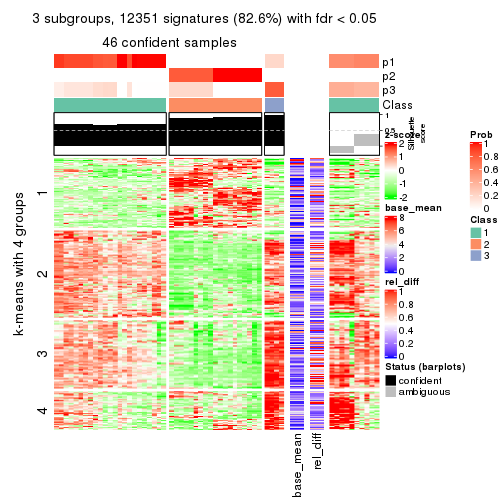 3 subgroups, 12351 signatures (82.6%) with fdr < 0.05
46 confident samples
p1
p2
p3
Class
1
0.5
0
Silhouette
score
k-means with 4 groups
1
2
3
4
base_mean
rel_diff
z-score
2
1
0
-1
-2
base_mean
8
6
4
2
0
rel_diff
1
0.8
0.6
0.4
0.2
0
Status (barplots)
confident
ambiguous
Prob
1
0.8
0.6
0.4
0.2
0
Class
1
2
3